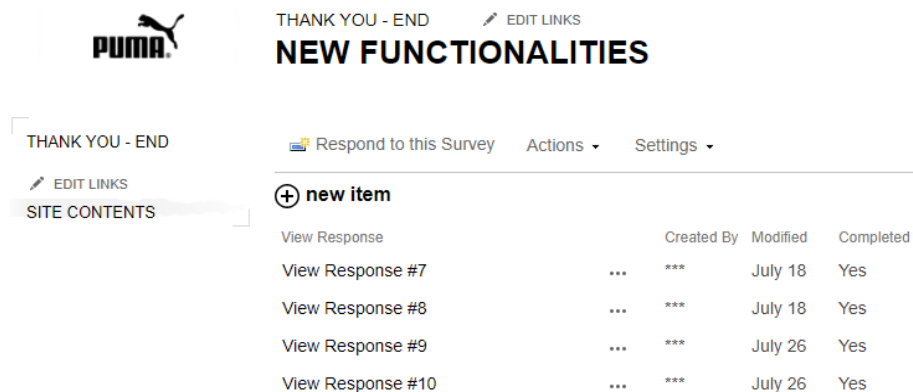 PUMA
THANK YOU - END EDIT LINKS
NEW FUNCTIONALITIES
THANK YOU - END
EDIT LINKS
SITE CONTENTS
Respond to this Survey Actions Settings
new item
View Response Created By Modified Completed
View Response #7 ... *** July 18 Yes
View Response #8 ... *** July 18 Yes
View Response #9 ... *** July 26 Yes
View Response #10 ... *** July 26 Yes